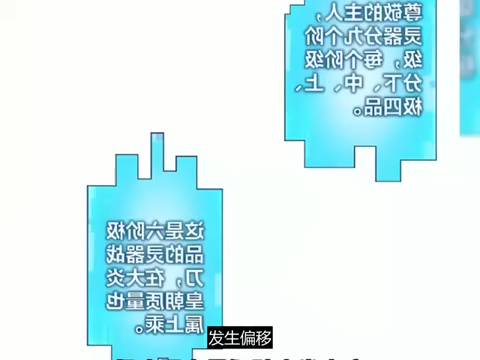 尊敬的主人，
灵器分九个阶
级，每个阶级
分下、中、上、
极四品。
这是六阶极
品的灵器战
刀，在大炎
皇朝质量也
属上乘。
发生偏移